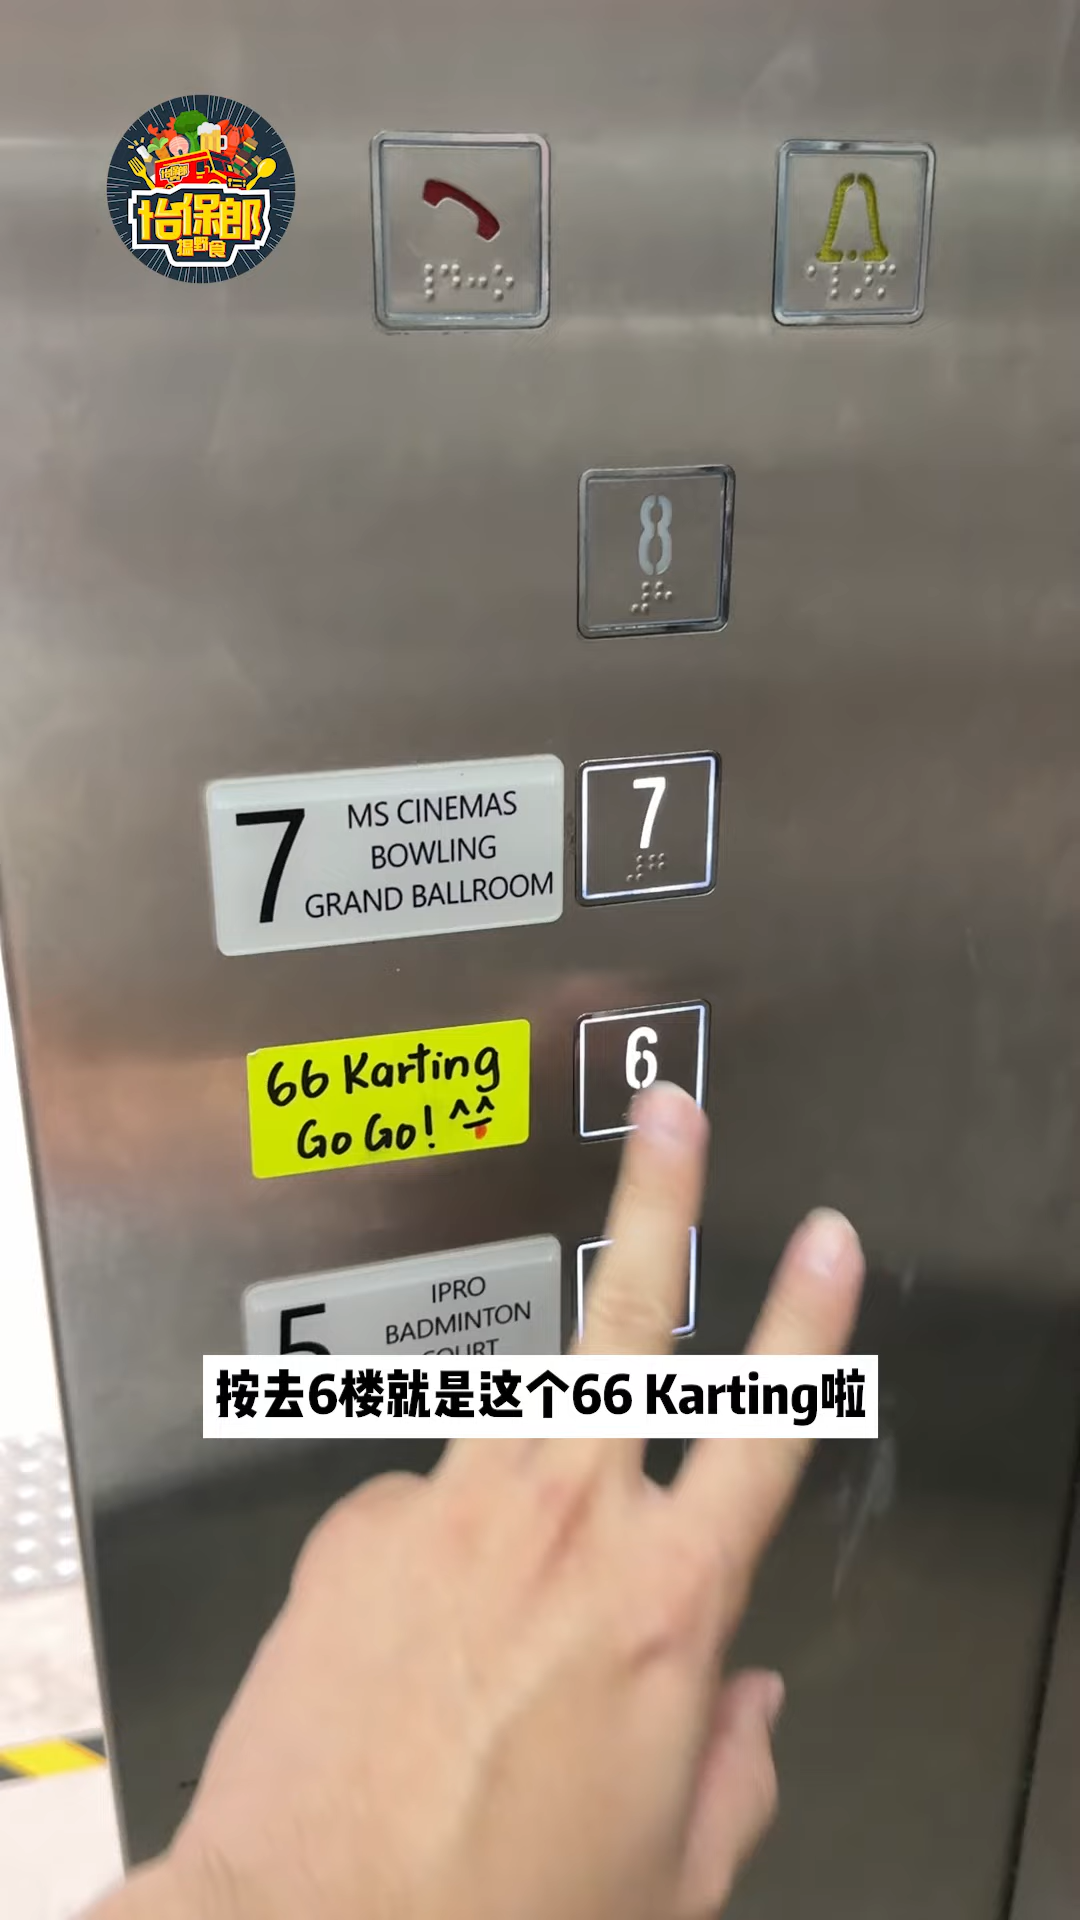 怡保郎
揾野食
8
7
MS CINEMAS
BOWLING
GRAND BALLROOM
7
66 Karting
Go Go! ^^
6
5
IPRO
BADMINTON
COURT
按去6楼就是这个66 Karting啦